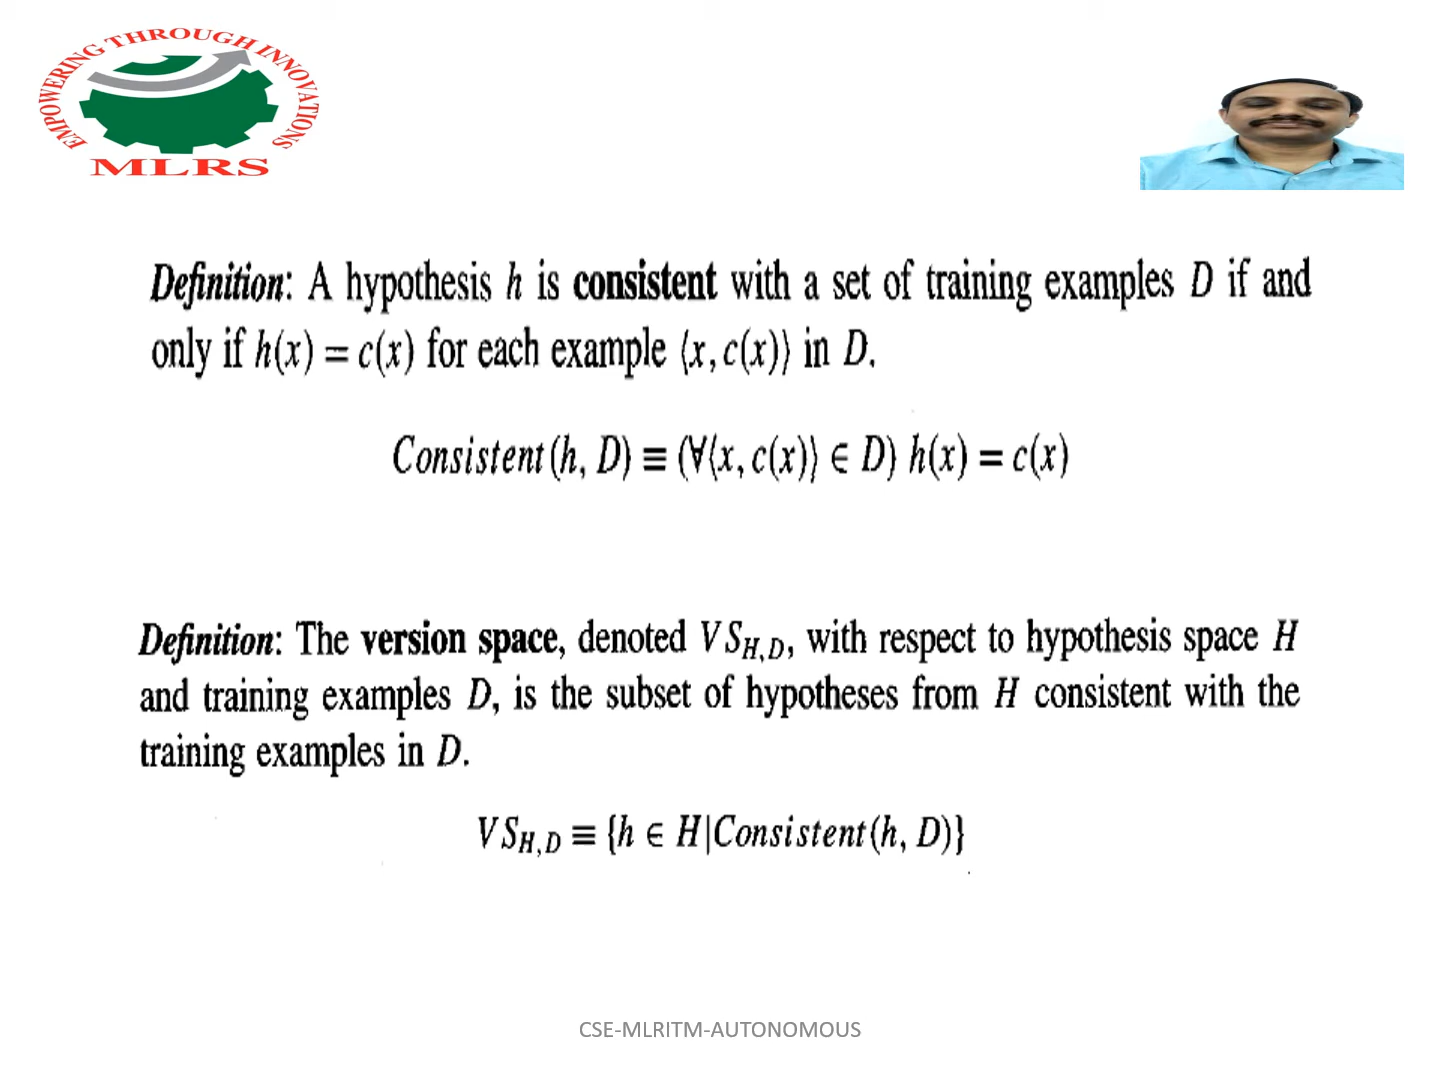 EMPOWERING THROUGH INNOVATIONS
MLRS
Definition: A hypothesis h is consistent with a set of training examples D if and
only if h(x) = c(x) for each example ⟨x, c(x)⟩ in D.
Consistent(h, D) ≡ (∀⟨x, c(x)⟩ ∈ D) h(x) = c(x)
Definition: The version space, denoted VS_{H,D}, with respect to hypothesis space H
and training examples D, is the subset of hypotheses from H consistent with the
training examples in D.
VS_{H,D} ≡ {h ∈ H|Consistent(h, D)}
CSE-MLRITM-AUTONOMOUS